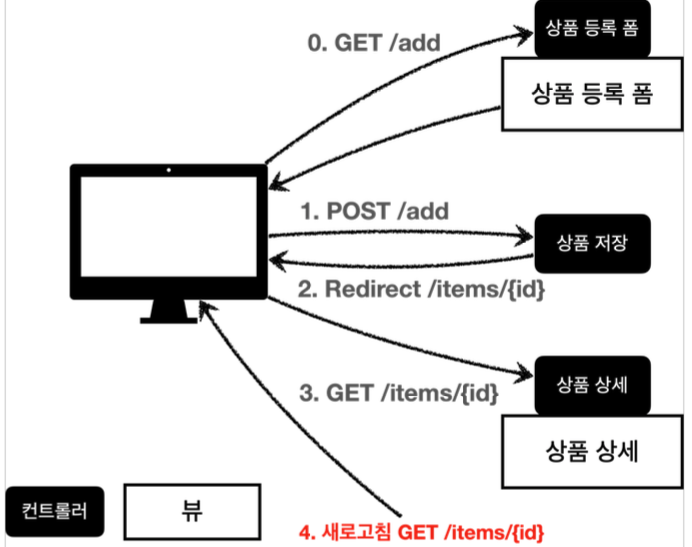 상품 등록 폼
0. GET /add
상품 등록 폼
1. POST /add
상품 저장
2. Redirect /items/{id}
상품 상세
3. GET /items/{id}
상품 상세
컨트롤러
뷰
4. 새로고침 GET /items/{id}